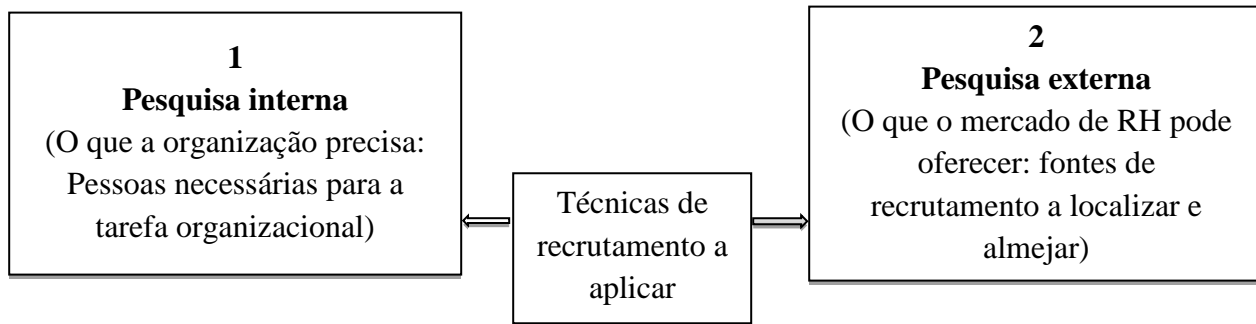 1
Pesquisa interna
(O que a organização precisa:
Pessoas necessárias para a
tarefa organizacional)
Técnicas de
recrutamento a
aplicar
2
Pesquisa externa
(O que o mercado de RH pode
oferecer: fontes de
recrutamento a localizar e
almejar)